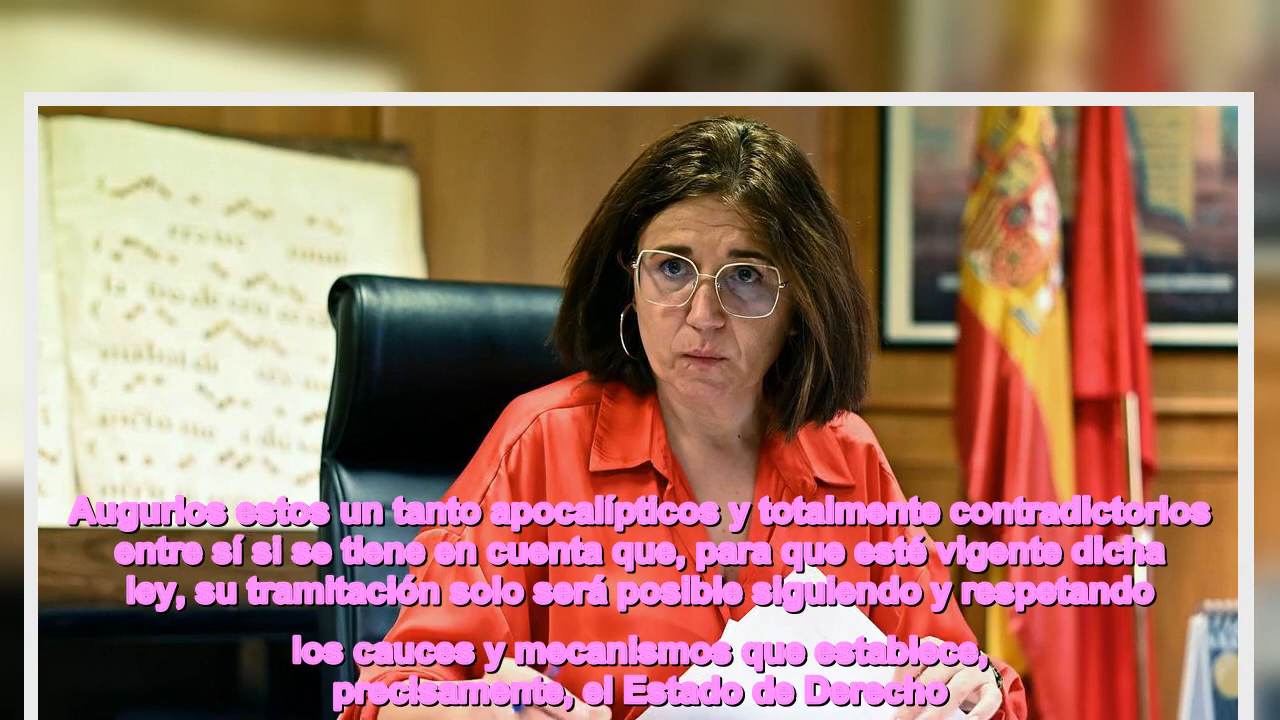 Augurios estos un tanto apocalípticos y totalmente contradictorios
entre sí si se tiene en cuenta que, para que esté vigente dicha
ley, su tramitación solo será posible siguiendo y respetando
los cauces y mecanismos que establece,
precisamente, el Estado de Derecho